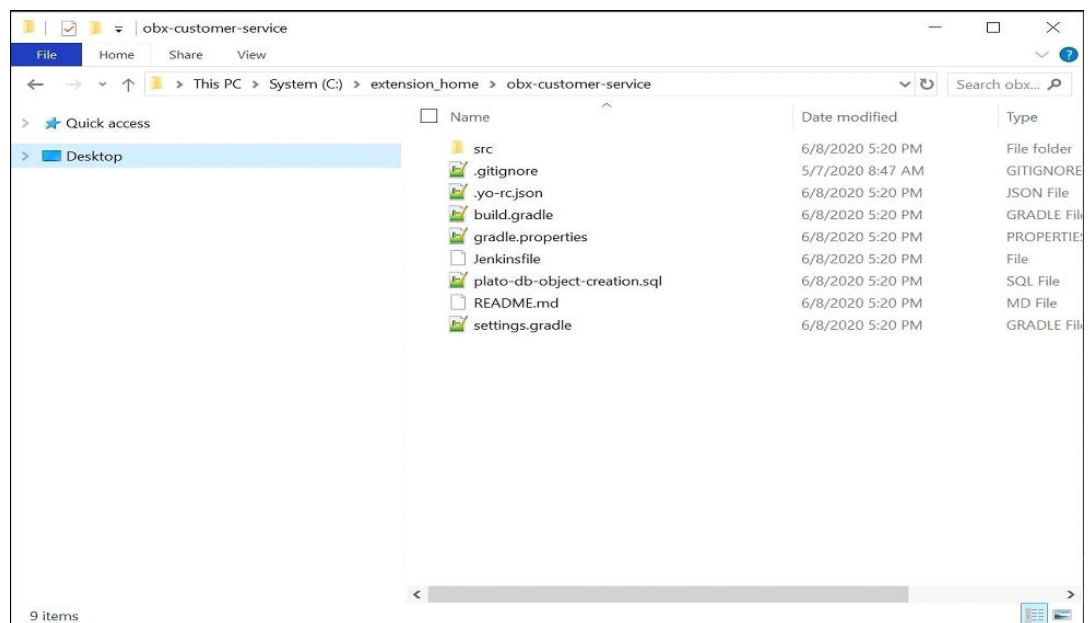 obx-customer-service
File Home Share View
This PC > System (C:) > extension_home > obx-customer-service
Search obx...
Quick access
Desktop
Name Date modified Type
src 6/8/2020 5:20 PM File folder
.gitignore 5/7/2020 8:47 AM GITIGNORE
.yo-rc.json 6/8/2020 5:20 PM JSON File
build.gradle 6/8/2020 5:20 PM GRADLE Fil
gradle.properties 6/8/2020 5:20 PM PROPERTIE
Jenkinsfile 6/8/2020 5:20 PM File
plato-db-object-creation.sql 6/8/2020 5:20 PM SQL File
README.md 6/8/2020 5:20 PM MD File
settings.gradle 6/8/2020 5:20 PM GRADLE Fil
9 items